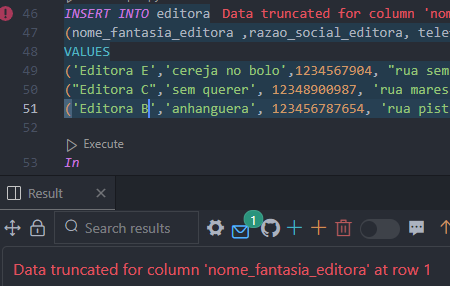 46 INSERT INTO editora Data truncated for column 'nom
47 (nome_fantasia_editora ,razao_social_editora, tele
48 VALUES
49 ('Editora E','cereja no bolo',1234567904, "rua sem
50 ("Editora C",'sem querer', 12348900987, 'rua mares
51 ('Editora B','anhanguera', 123456787654, 'rua pist
52
Execute
53 In
Result
Search results
1
Data truncated for column 'nome_fantasia_editora' at row 1